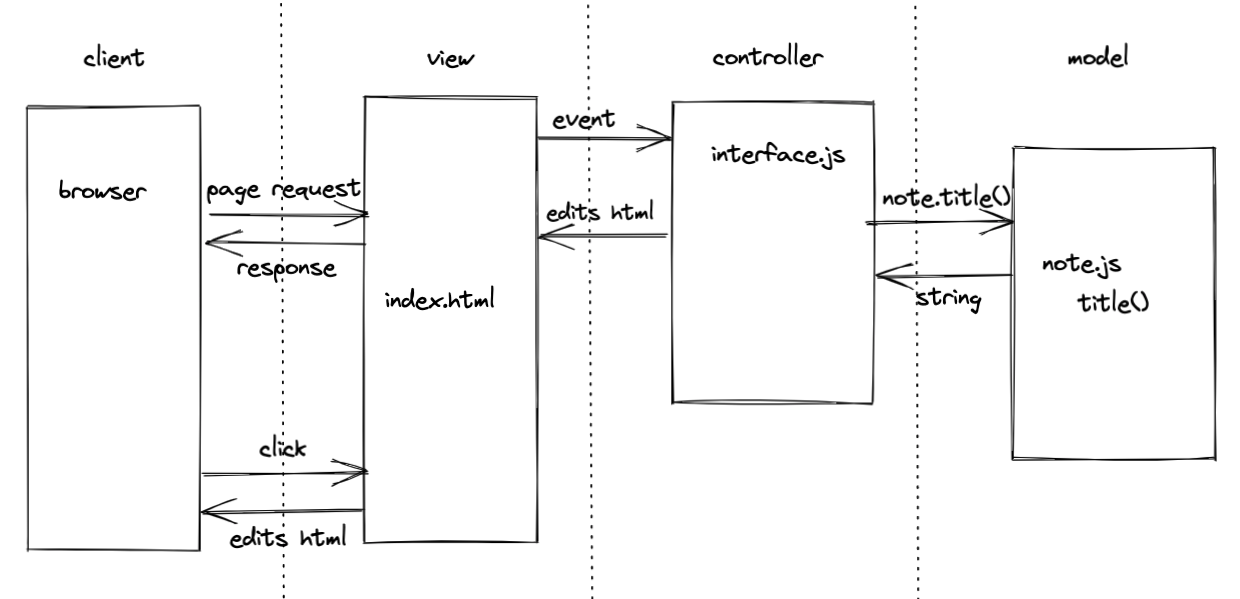 client
view
controller
model
browser
page request
response
index.html
click
edits html
event
edits html
interface.js
note.title()
string
note.js
title()